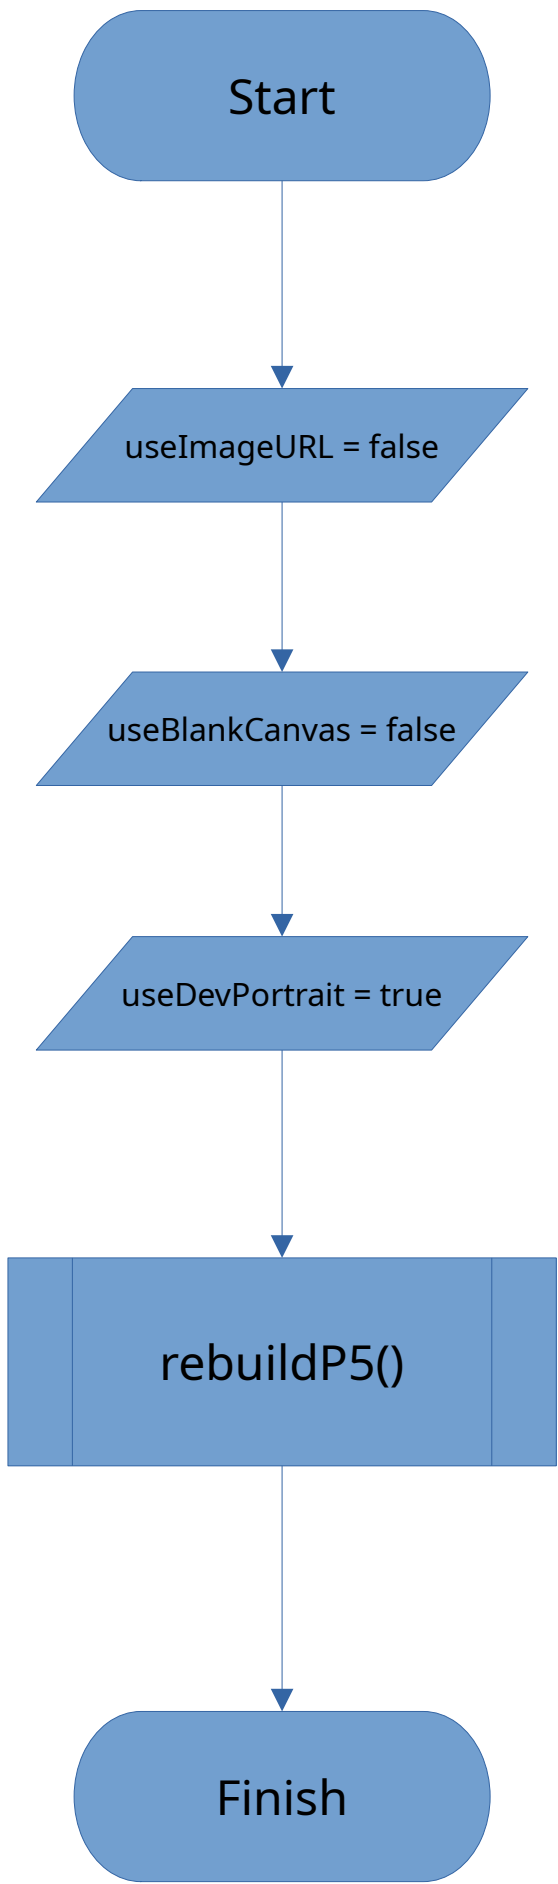 Start
useImageURL = false
useBlankCanvas = false
useDevPortrait = true
rebuildP5()
Finish